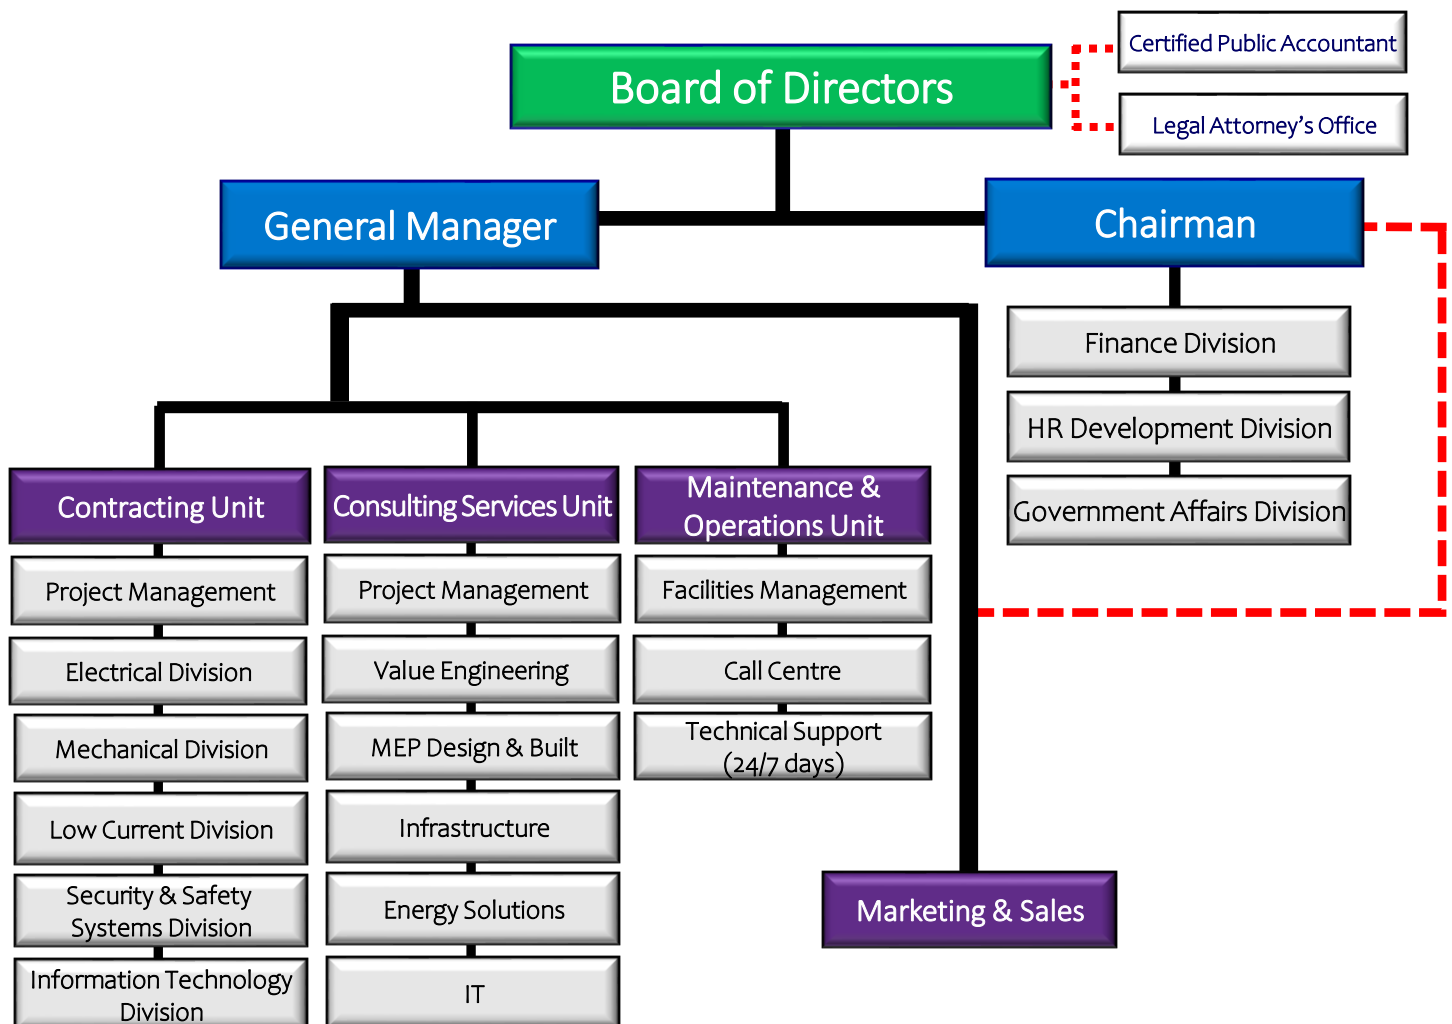 Certified Public Accountant
Board of Directors
Legal Attorney’s Office
General Manager
Chairman
Finance Division
HR Development Division
Government Affairs Division
Contracting Unit
Project Management
Electrical Division
Mechanical Division
Low Current Division
Security & Safety
Systems Division
Information Technology
Division
Consulting Services Unit
Project Management
Value Engineering
MEP Design & Built
Infrastructure
Energy Solutions
IT
Maintenance &
Operations Unit
Facilities Management
Call Centre
Technical Support
(24/7 days)
Marketing & Sales